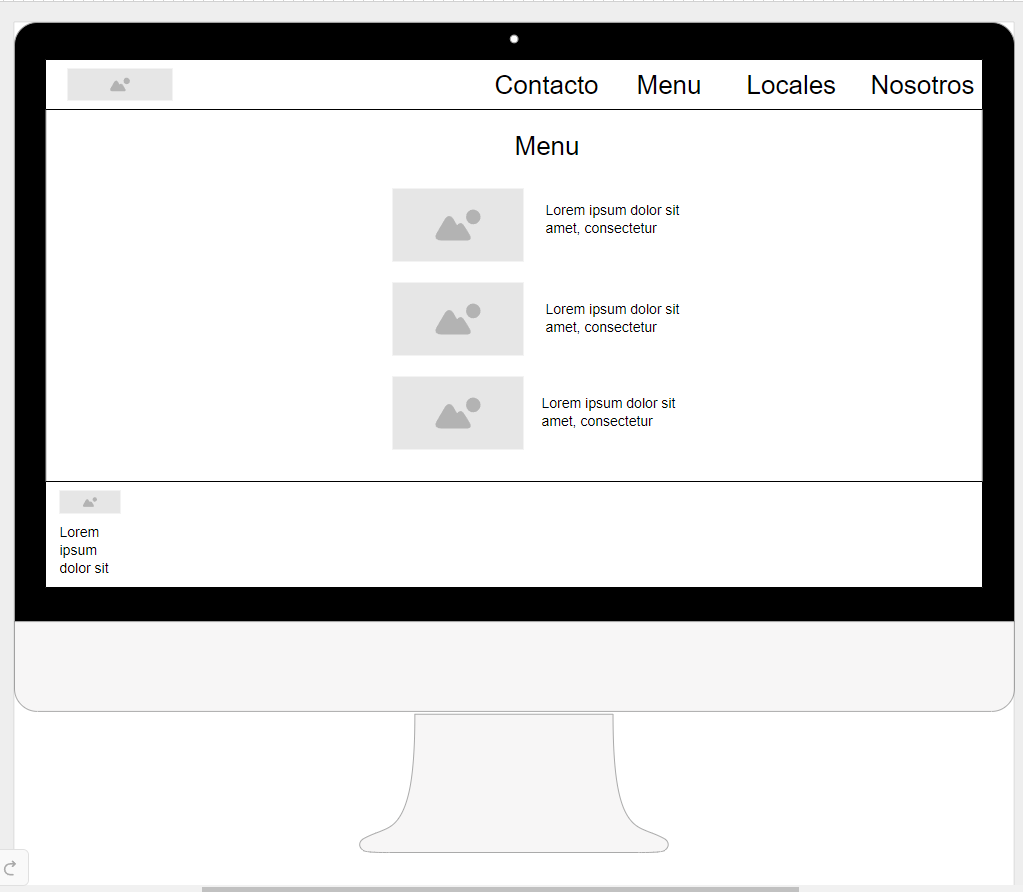 Contacto Menu Locales Nosotros
Menu
Lorem ipsum dolor sit
amet, consectetur
Lorem ipsum dolor sit
amet, consectetur
Lorem ipsum dolor sit
amet, consectetur
Lorem
ipsum
dolor sit